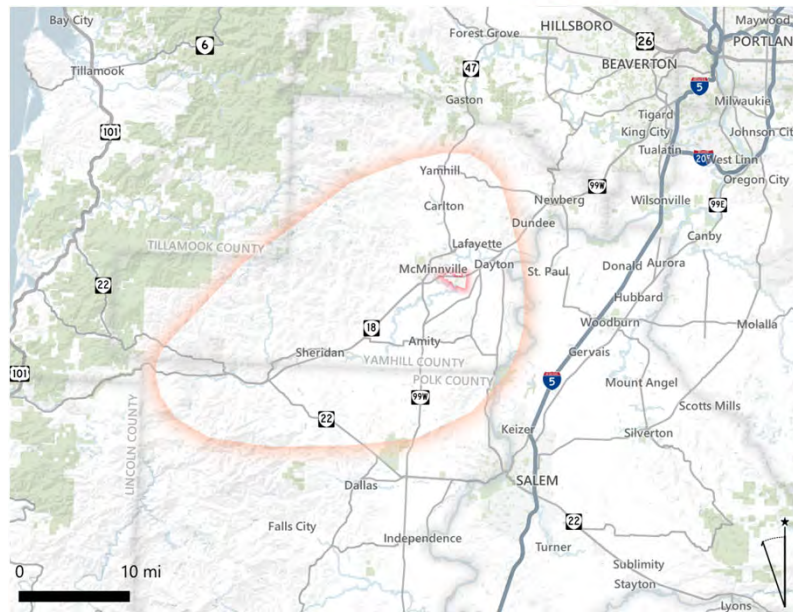 Bay City
Tillamook
6
101
Forest Grove
HILLSBORO
26
Maywood
PORTLAND
BEAVERTON
47
Gaston
5
Tigard
Milwaukie
King City
Johnson Cit
Tualatin
205
West Linn
Oregon City
Yamhill
99W
Newberg
Wilsonville
99E
Carlton
Dundee
Canby
TILLAMOOK COUNTY
Lafayette
McMinnville
Dayton
St. Paul
Donald
Aurora
22
Hubbard
18
Woodburn
Molalla
Sheridan
Amity
YAMHILL COUNTY
POLK COUNTY
Gervais
101
5
Mount Angel
99W
Scotts Mills
LINCOLN COUNTY
22
Keizer
Silverton
Dallas
SALEM
Falls City
22
Independence
Turner
Sublimity
Stayton
Lyons
0
10 mi